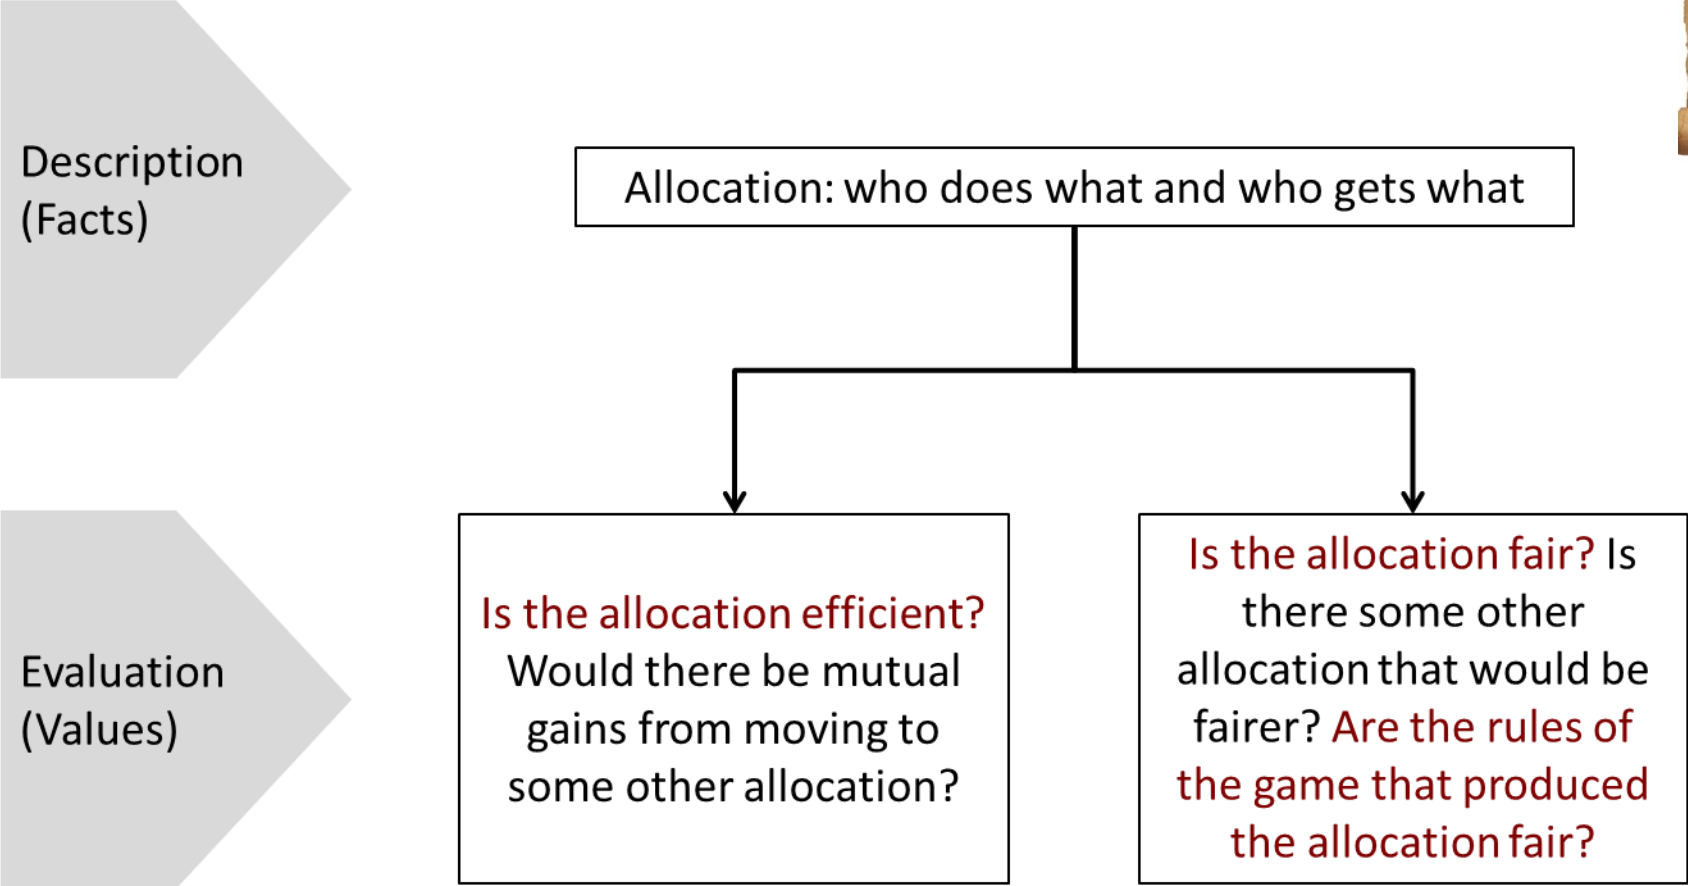 Description
(Facts)
Allocation: who does what and who gets what
Evaluation
(Values)
Is the allocation efficient?
Would there be mutual
gains from moving to
some other allocation?
Is the allocation fair? Is
there some other
allocation that would be
fairer? Are the rules of
the game that produced
the allocation fair?